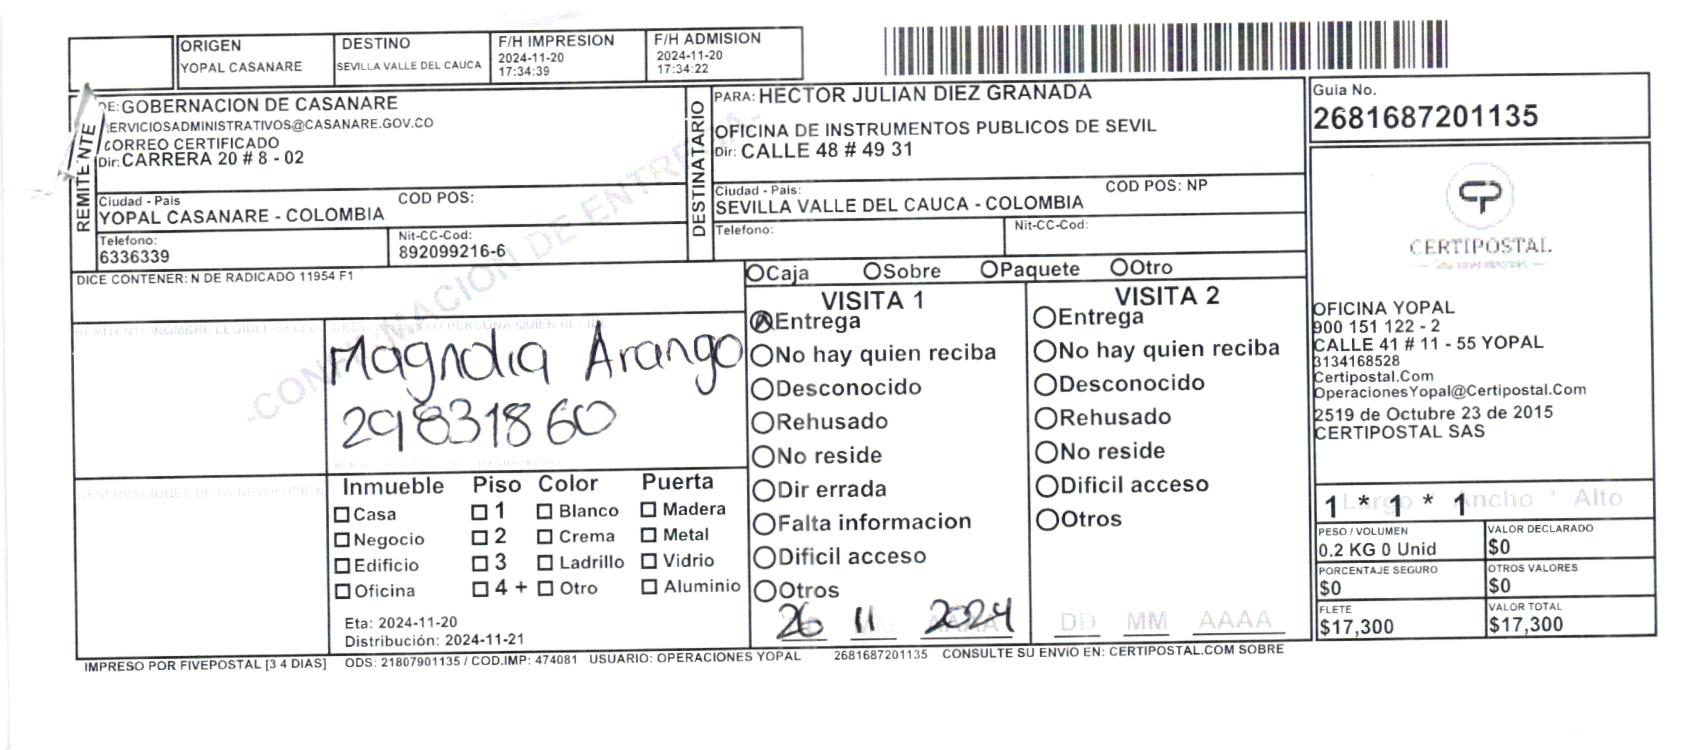 ORIGEN
YOPAL CASANARE
DESTINO
SEVILLA VALLE DEL CAUCA
F/H IMPRESION
2024-11-20
17:34:39
F/H ADMISION
2024-11-20
17:34:22
REMITENTE
DE: GOBERNACION DE CASANARE
ERVICIOSADMINISTRATIVOS@CASANARE.GOV.CO
CORREO CERTIFICADO
Dir: CARRERA 20 # 8 - 02
Ciudad - Pais
COD POS:
YOPAL CASANARE - COLOMBIA
Telefono:
6336339
Nit-CC-Cod:
892099216-6
DESTINATARIO
PARA: HECTOR JULIAN DIEZ GRANADA
OFICINA DE INSTRUMENTOS PUBLICOS DE SEVIL
Dir: CALLE 48 # 49 31
Ciudad - Pais:
COD POS: NP
SEVILLA VALLE DEL CAUCA - COLOMBIA
Telefono:
Nit-CC-Cod:
Guia No.
2681687201135
CERTIPOSTAL
OFICINA YOPAL
900 151 122 - 2
CALLE 41 # 11 - 55 YOPAL
3134168528
Certipostal.Com
OperacionesYopal@Certipostal.Com
2519 de Octubre 23 de 2015
CERTIPOSTAL SAS
1 * 1 * 1
Largo * Ancho * Alto
PESO / VOLUMEN
0.2 KG 0 Unid
VALOR DECLARADO
$0
PORCENTAJE SEGURO
$0
OTROS VALORES
$0
FLETE
$17,300
VALOR TOTAL
$17,300
DICE CONTENER: N DE RADICADO 11954 F1
-CONFIRMACION DE ENTREGA-
Magnolia Arango
29831860
OBSERVACIONES DE LA DEVOLUCION
Inmueble Piso Color Puerta
Casa 1 Blanco Madera
Negocio 2 Crema Metal
Edificio 3 Ladrillo Vidrio
Oficina 4 + Otro Aluminio
Eta: 2024-11-20
Distribución: 2024-11-21
Caja Sobre Paquete Otro
VISITA 1
Entrega
No hay quien reciba
Desconocido
Rehusado
No reside
Dir errada
Falta informacion
Dificil acceso
Otros
26 11 2024
VISITA 2
Entrega
No hay quien reciba
Desconocido
Rehusado
No reside
Dificil acceso
Otros
DD MM AAAA
IMPRESO POR FIVEPOSTAL [3 4 DIAS] ODS: 21807901135 / COD.IMP: 474081 USUARIO: OPERACIONES YOPAL 2681687201135 CONSULTE SU ENVIO EN: CERTIPOSTAL.COM SOBRE